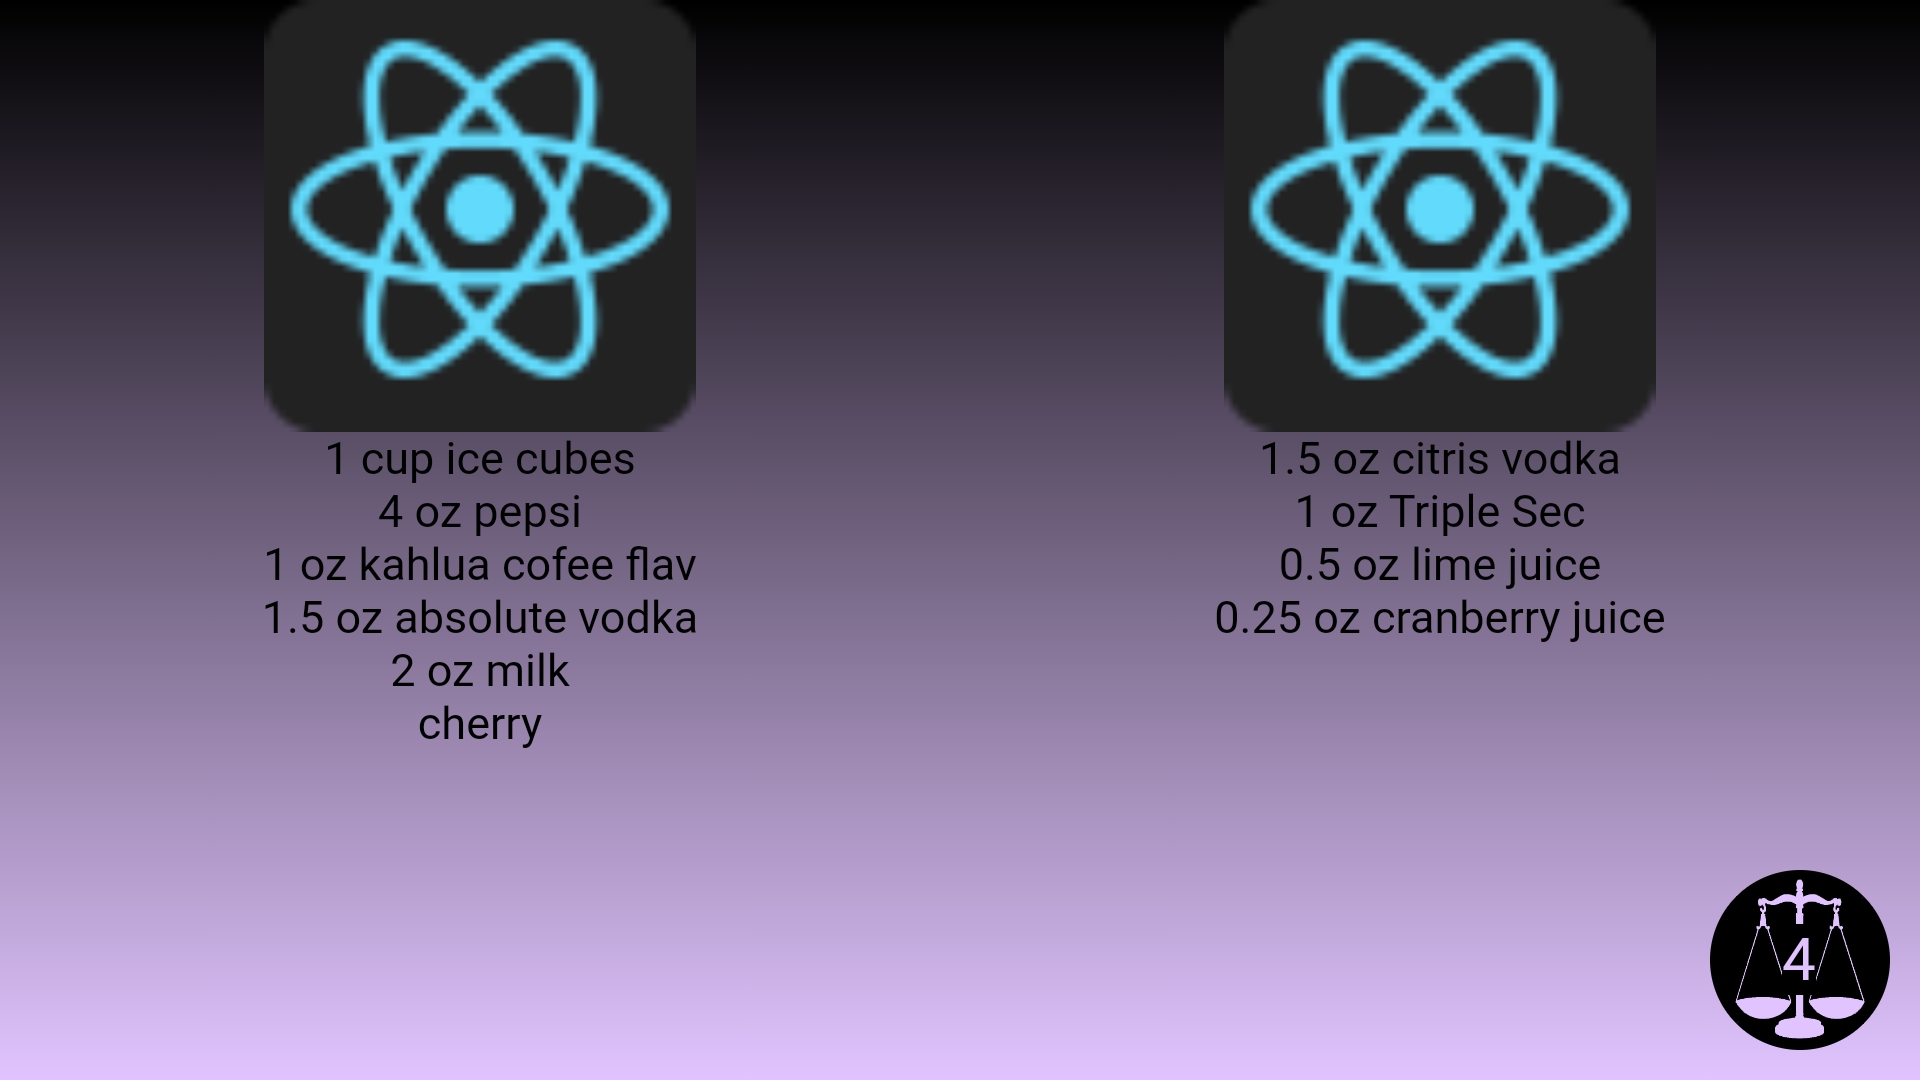 1 cup ice cubes
4 oz pepsi
1 oz kahlua cofee flav
1.5 oz absolute vodka
2 oz milk
cherry
1.5 oz citris vodka
1 oz Triple Sec
0.5 oz lime juice
0.25 oz cranberry juice
4